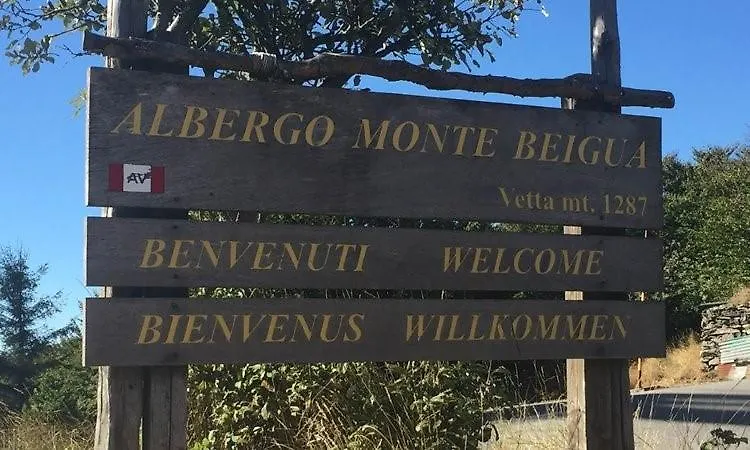 ALBERGO MONTE BEIGUA
AV
Vetta mt. 1287
BENVENUTI WELCOME
BIENVENUS WILLKOMMEN